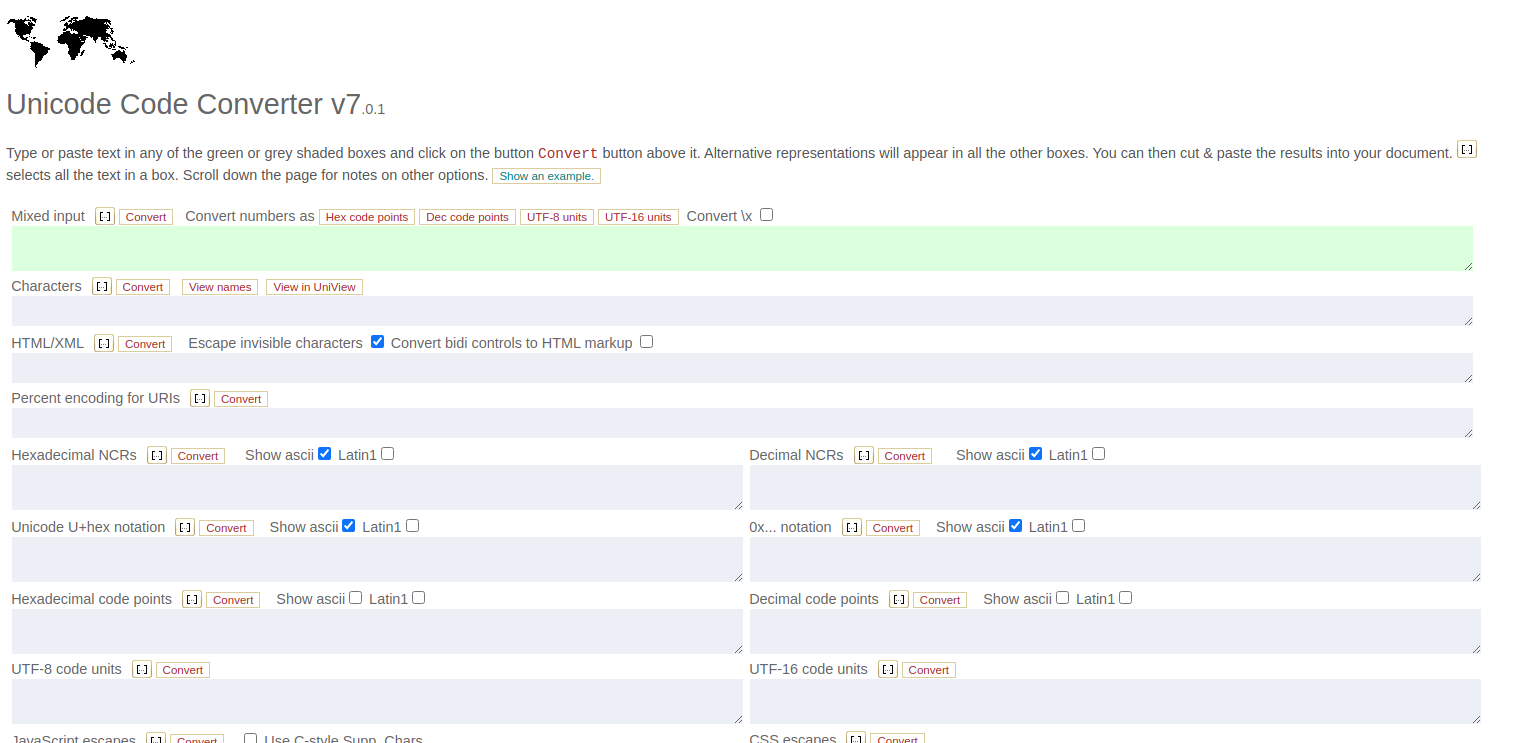 Unicode Code Converter v7.0.1
Type or paste text in any of the green or grey shaded boxes and click on the button Convert button above it. Alternative representations will appear in all the other boxes. You can then cut & paste the results into your document. [··]
selects all the text in a box. Scroll down the page for notes on other options. Show an example.
Mixed input [··] Convert Convert numbers as Hex code points Dec code points UTF-8 units UTF-16 units Convert \x
Characters [··] Convert View names View in UniView
HTML/XML [··] Convert Escape invisible characters Convert bidi controls to HTML markup
Percent encoding for URIs [··] Convert
Hexadecimal NCRs [··] Convert Show ascii Latin1
Decimal NCRs [··] Convert Show ascii Latin1
Unicode U+hex notation [··] Convert Show ascii Latin1
0x... notation [··] Convert Show ascii Latin1
Hexadecimal code points [··] Convert Show ascii Latin1
Decimal code points [··] Convert Show ascii Latin1
UTF-8 code units [··] Convert
UTF-16 code units [··] Convert
JavaScript escapes [··] Convert Use C-style Supp. Chars
CSS escapes [··] Convert